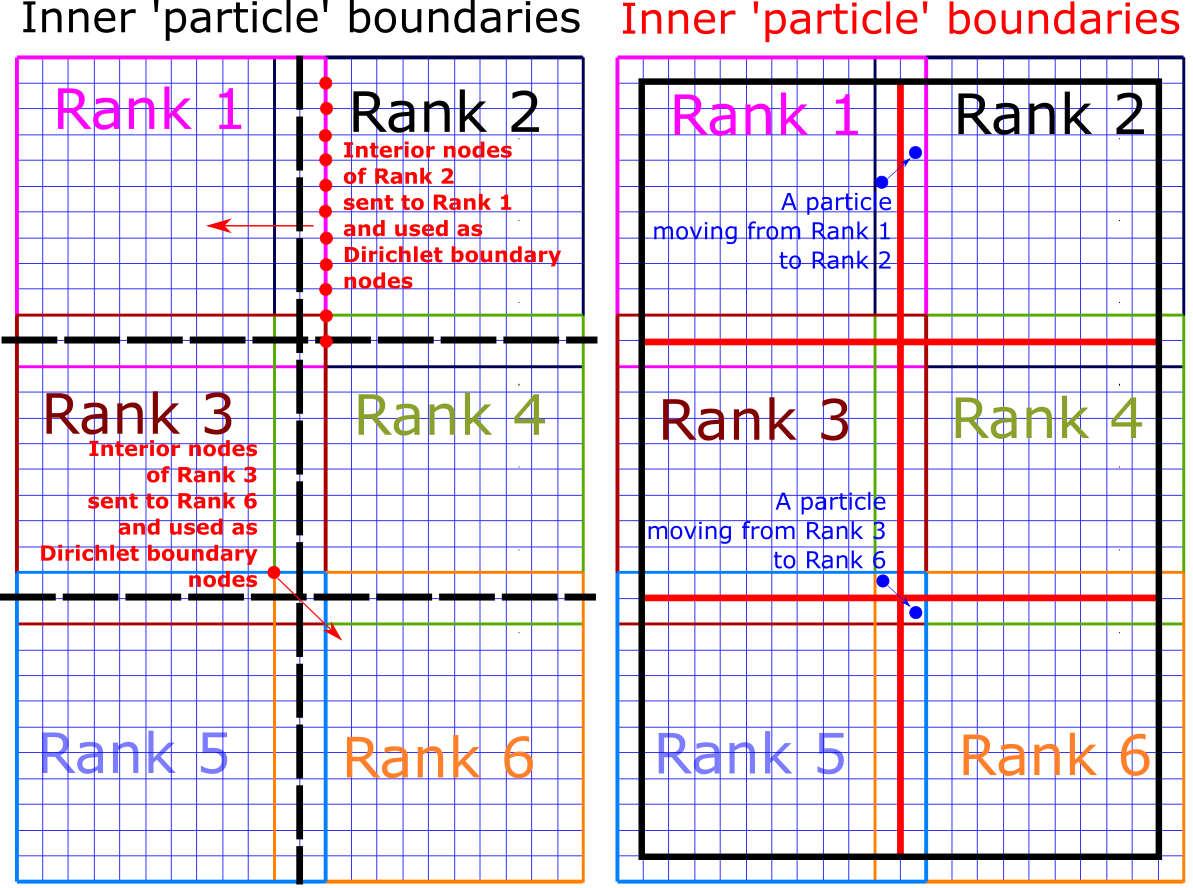 Inner 'particle' boundaries
Rank 1
Rank 2
Interior nodes
of Rank 2
sent to Rank 1
and used as
Dirichlet boundary
nodes
Rank 3
Rank 4
Interior nodes
of Rank 3
sent to Rank 6
and used as
Dirichlet boundary
nodes
Rank 5
Rank 6
Inner 'particle' boundaries
Rank 1
Rank 2
A particle
moving from Rank 1
to Rank 2
Rank 3
Rank 4
A particle
moving from Rank 3
to Rank 6
Rank 5
Rank 6